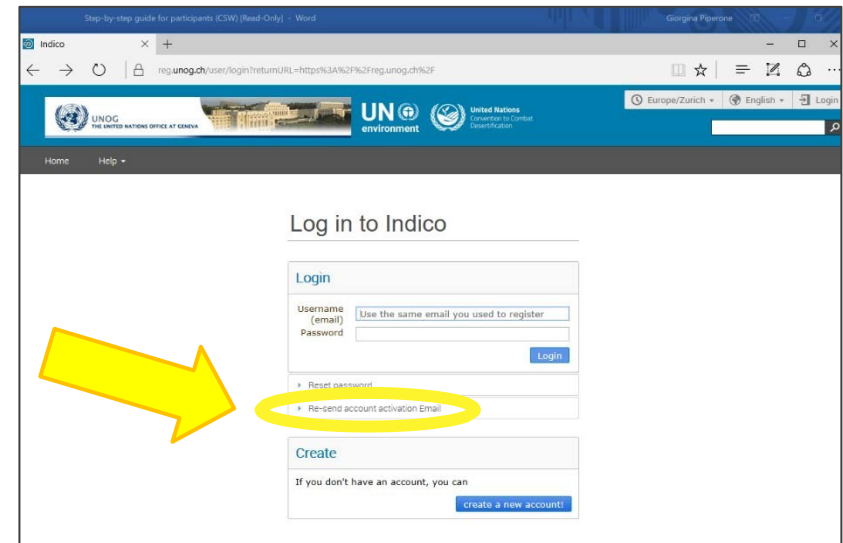 Step-by-step guide for participants (CSW) [Read-Only] - Word
Giorgina Piperone
Indico
reg.unog.ch/user/login?returnURL=https%3A%2F%2Freg.unog.ch%2F
Europe/Zurich
English
Login
UNOG
THE UNITED NATIONS OFFICE AT GENEVA
UN
environment
United Nations
Convention to Combat
Desertification
Home
Help
Log in to Indico
Login
Username
(email)
Use the same email you used to register
Password
Login
Reset password
Re-send account activation Email
Create
If you don't have an account, you can
create a new account!